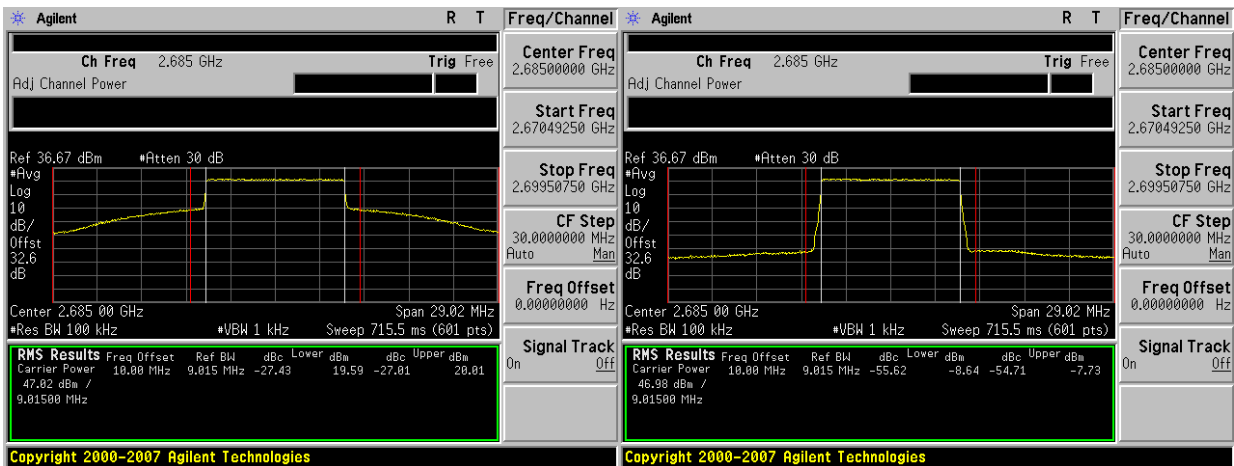 Agilent R T Freq/Channel
Ch Freq 2.685 GHz Trig Free
Adj Channel Power
Center Freq
2.68500000 GHz
Start Freq
2.67049250 GHz
Stop Freq
2.69950750 GHz
CF Step
30.0000000 MHz
Auto Man
Freq Offset
0.00000000 Hz
Signal Track
On Off
Ref 36.67 dBm #Atten 30 dB
#Avg
Log
10
dB/
Offst
32.6
dB
Center 2.685 00 GHz Span 29.02 MHz
#Res BW 100 kHz #VBW 1 kHz Sweep 715.5 ms (601 pts)
RMS Results Freq Offset Ref BW dBc Lower dBm dBc Upper dBm
Carrier Power 10.00 MHz 9.015 MHz -27.43 19.59 -27.01 20.01
47.02 dBm /
9.01500 MHz
Copyright 2000-2007 Agilent Technologies
Agilent R T Freq/Channel
Ch Freq 2.685 GHz Trig Free
Adj Channel Power
Center Freq
2.68500000 GHz
Start Freq
2.67049250 GHz
Stop Freq
2.69950750 GHz
CF Step
30.0000000 MHz
Auto Man
Freq Offset
0.00000000 Hz
Signal Track
On Off
Ref 36.67 dBm #Atten 30 dB
#Avg
Log
10
dB/
Offst
32.6
dB
Center 2.685 00 GHz Span 29.02 MHz
#Res BW 100 kHz #VBW 1 kHz Sweep 715.5 ms (601 pts)
RMS Results Freq Offset Ref BW dBc Lower dBm dBc Upper dBm
Carrier Power 10.00 MHz 9.015 MHz -55.62 -8.64 -54.71 -7.73
46.98 dBm /
9.01500 MHz
Copyright 2000-2007 Agilent Technologies